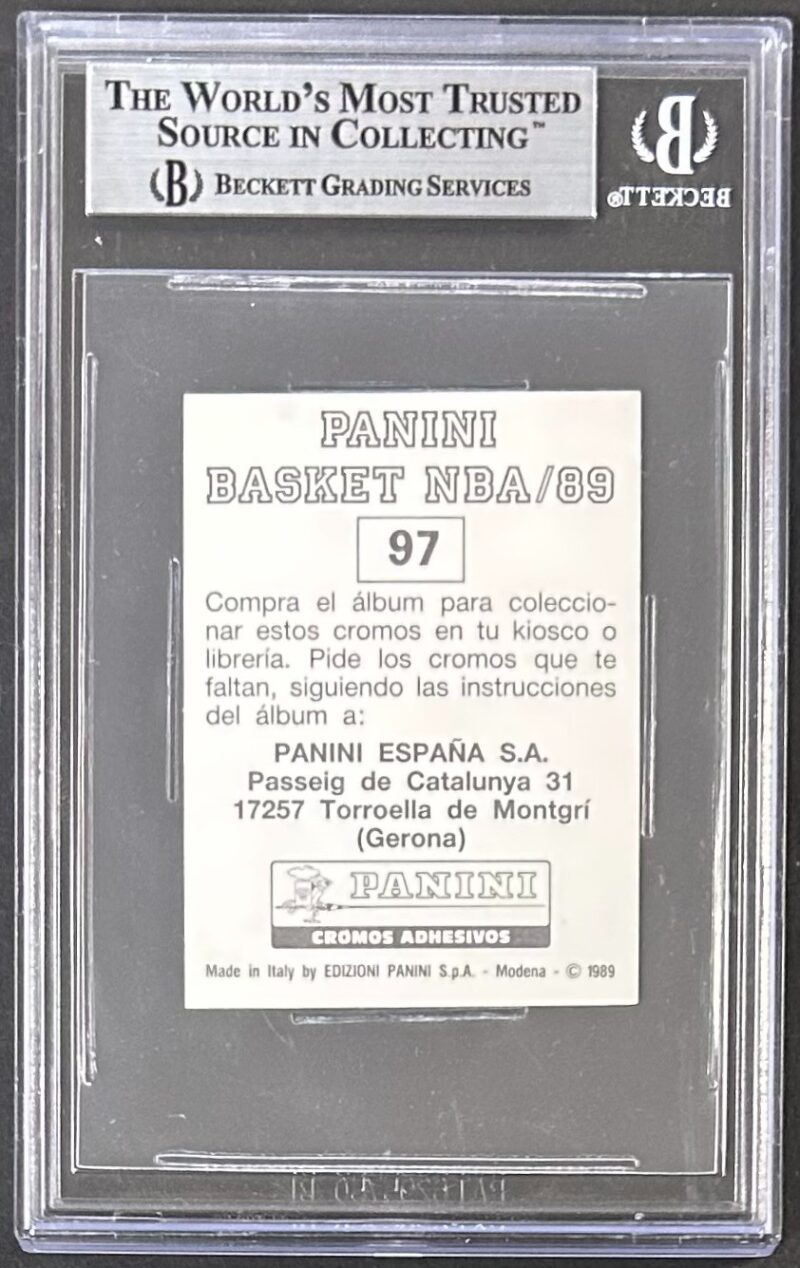 THE WORLD'S MOST TRUSTED
SOURCE IN COLLECTING™
(B) BECKETT GRADING SERVICES
B
BECKETT®
PANINI
BASKET NBA/89
97
Compra el álbum para coleccio-
nar estos cromos en tu kiosco o
librería. Pide los cromos que te
faltan, siguiendo las instrucciones
del álbum a:
PANINI ESPAÑA S.A.
Passeig de Catalunya 31
17257 Torroella de Montgrí
(Gerona)
PANINI
CROMOS ADHESIVOS
Made in Italy by EDIZIONI PANINI S.p.A. - Modena - © 1989